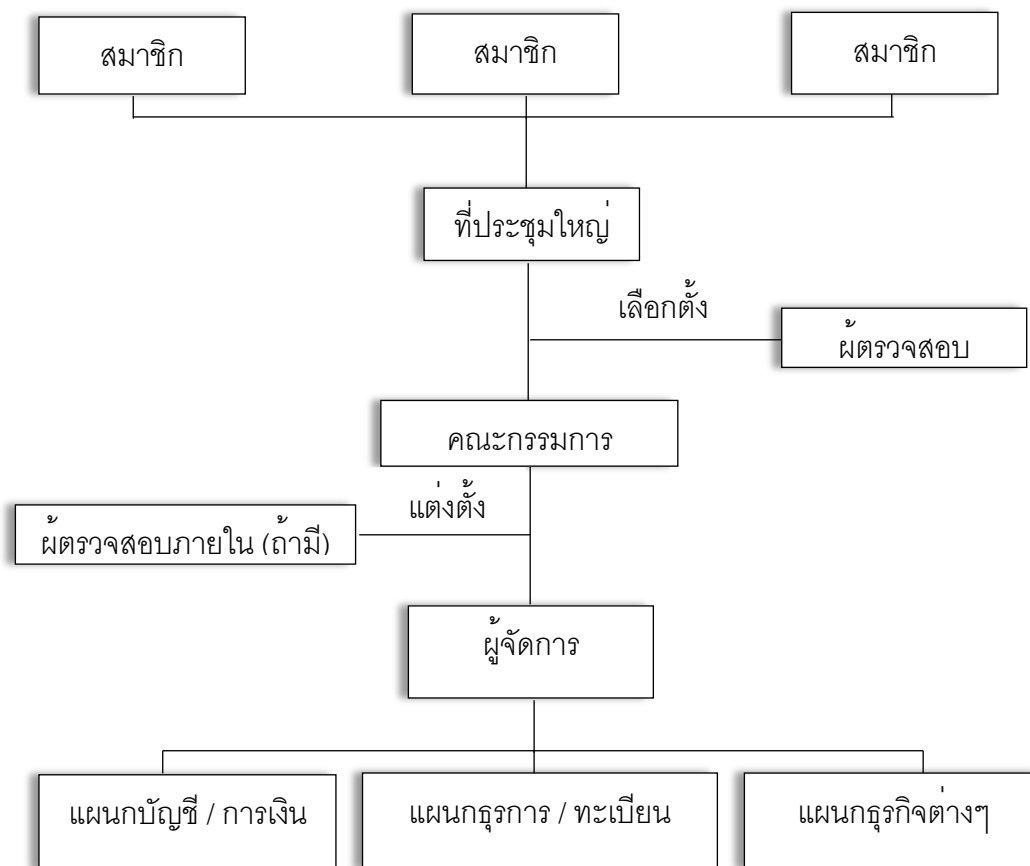 สมาชิก
สมาชิก
สมาชิก
ที่ประชุมใหญ่
เลือกตั้ง
ผ้ตรวจสอบ
คณะกรรมการ
แต่งตั้ง
ผ้ตรวจสอบภายใน (ถ้ามี)
ผู้จัดการ
แผนกบัญชี / การเงิน
แผนกธุรการ / ทะเบียน
แผนกธุรกิจต่างๆ